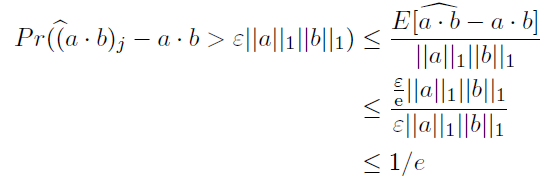 $Pr(\widehat{(a \cdot b)}_j - a \cdot b > \varepsilon||a||_1||b||_1) \leq \frac{E[\widehat{a \cdot b} - a \cdot b]}{||a||_1||b||_1}$
$\leq \frac{\frac{\varepsilon}{\mathrm{e}}||a||_1||b||_1}{\varepsilon||a||_1||b||_1}$
$\leq 1/e$